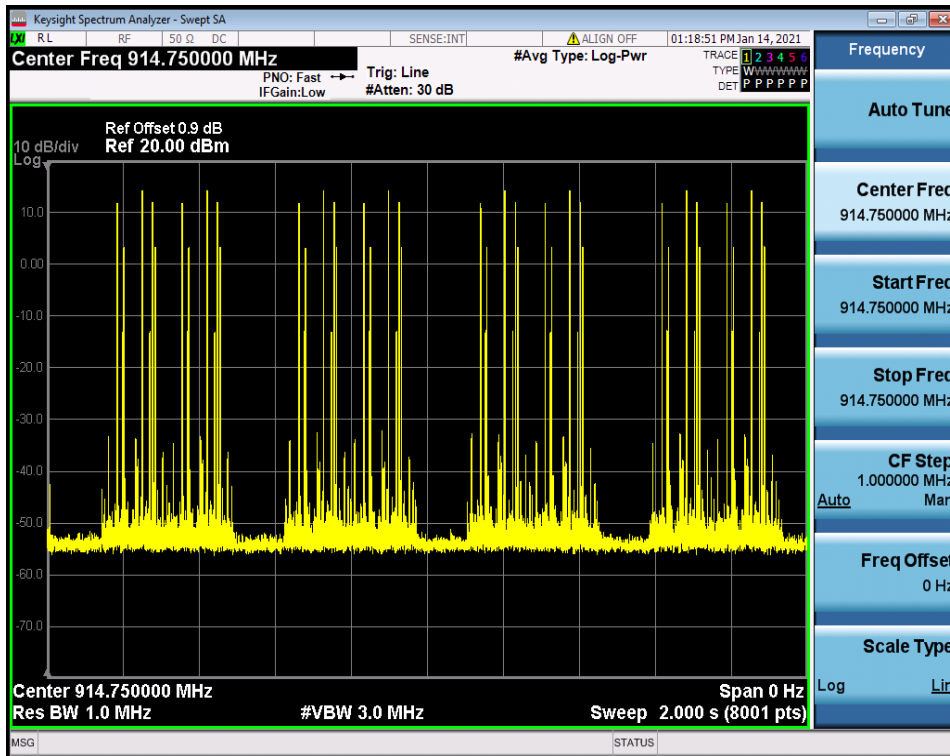 Keysight Spectrum Analyzer - Swept SA
LXI RL RF 50 Ω DC SENSE:INT ALIGN OFF 01:18:51 PM Jan 14, 2021
Center Freq 914.750000 MHz
PNO: Fast
IFGain:Low
Trig: Line
#Atten: 30 dB
#Avg Type: Log-Pwr
TRACE 1 2 3 4 5 6
TYPE W
DET P P P P P P
Ref Offset 0.9 dB
10 dB/div Ref 20.00 dBm
Log
10.0
0.00
-10.0
-20.0
-30.0
-40.0
-50.0
-60.0
-70.0
Center 914.750000 MHz Span 0 Hz
Res BW 1.0 MHz #VBW 3.0 MHz Sweep 2.000 s (8001 pts)
MSG STATUS
Frequency
Auto Tune
Center Freq
914.750000 MHz
Start Freq
914.750000 MHz
Stop Freq
914.750000 MHz
CF Step
1.000000 MHz
Auto Man
Freq Offset
0 Hz
Scale Type
Log Lin